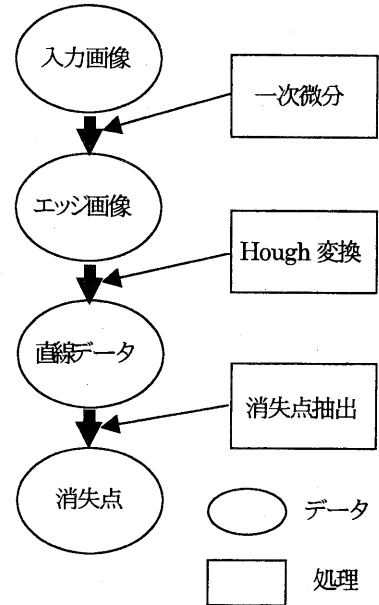 入力画像
一次微分
エッジ画像
Hough 変換
直線データ
消失点抽出
消失点
データ
処理